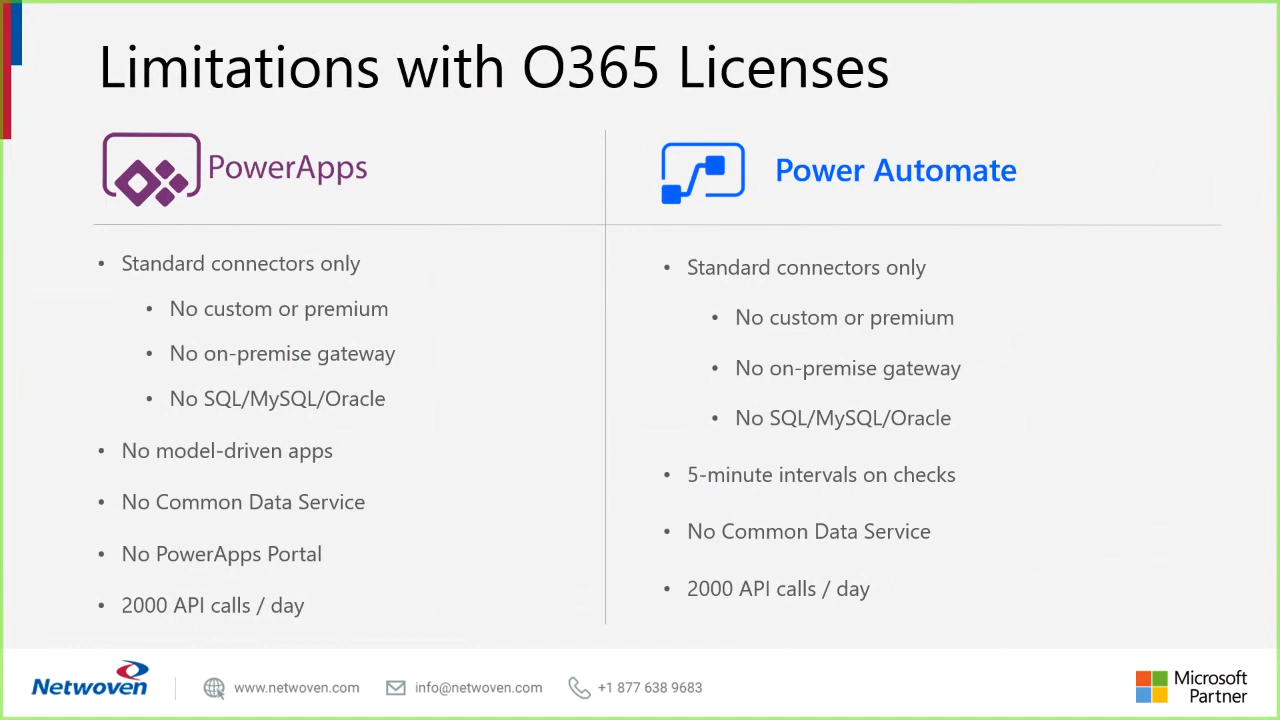 Limitations with O365 Licenses
PowerApps
• Standard connectors only
• No custom or premium
• No on-premise gateway
• No SQL/MySQL/Oracle
• No model-driven apps
• No Common Data Service
• No PowerApps Portal
• 2000 API calls / day
Power Automate
• Standard connectors only
• No custom or premium
• No on-premise gateway
• No SQL/MySQL/Oracle
• 5-minute intervals on checks
• No Common Data Service
• 2000 API calls / day
Netwoven
www.netwoven.com
info@netwoven.com
+1 877 638 9683
Microsoft
Partner